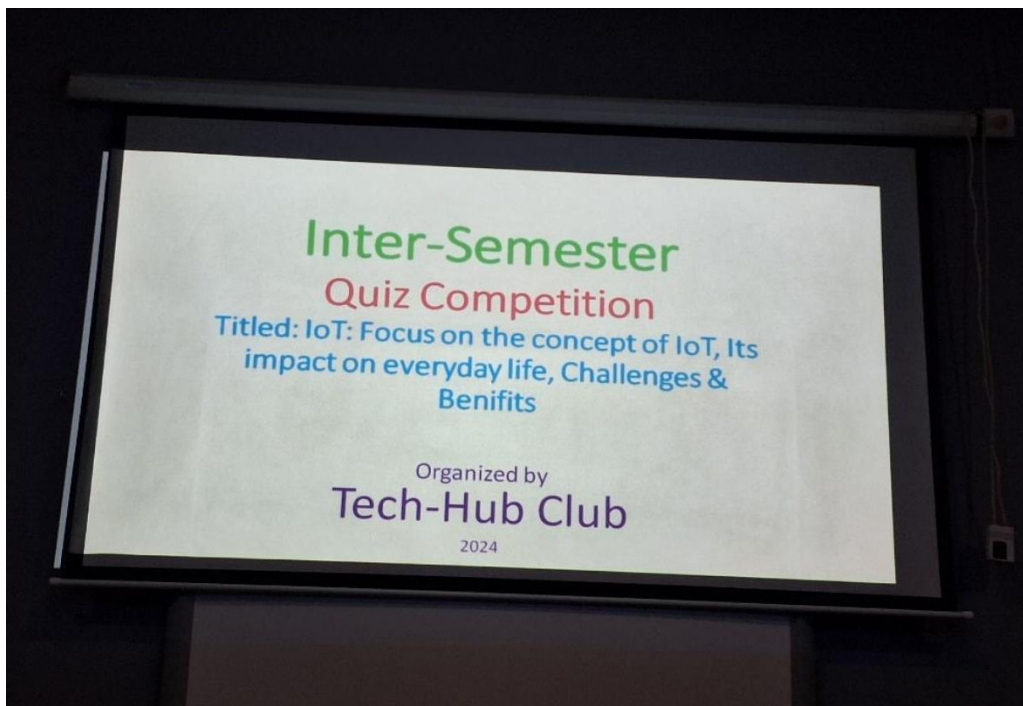 Inter-Semester
Quiz Competition
Titled: IoT: Focus on the concept of IoT, Its
impact on everyday life, Challenges &
Benifits
Organized by
Tech-Hub Club
2024